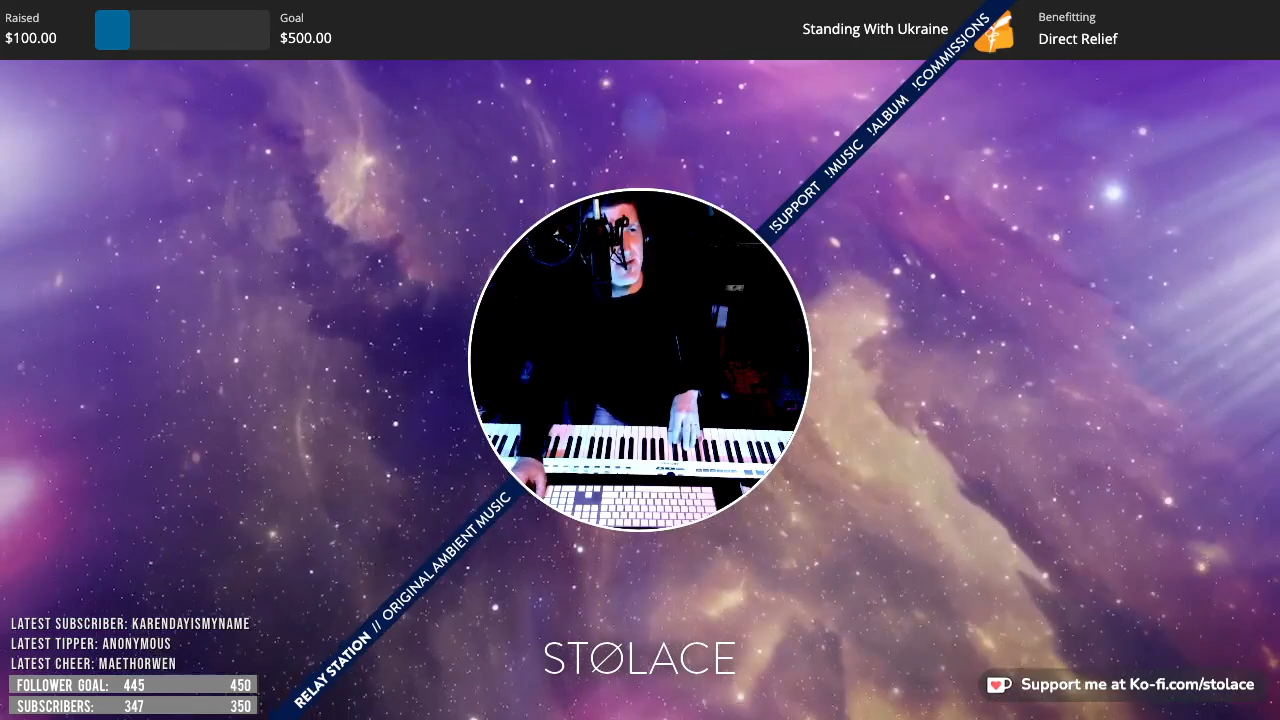 Raised
$100.00
Goal
$500.00
Standing With Ukraine
Benefitting
Direct Relief
!SUPPORT !MUSIC !ALBUM !COMMISSIONS
RELAY STATION // ORIGINAL AMBIENT MUSIC
STØLACE
LATEST SUBSCRIBER: KARENDAYISMYNAME
LATEST TIPPER: ANONYMOUS
LATEST CHEER: MAETHORWEN
FOLLOWER GOAL: 445 450
SUBSCRIBERS: 347 350
Support me at Ko-fi.com/stolace